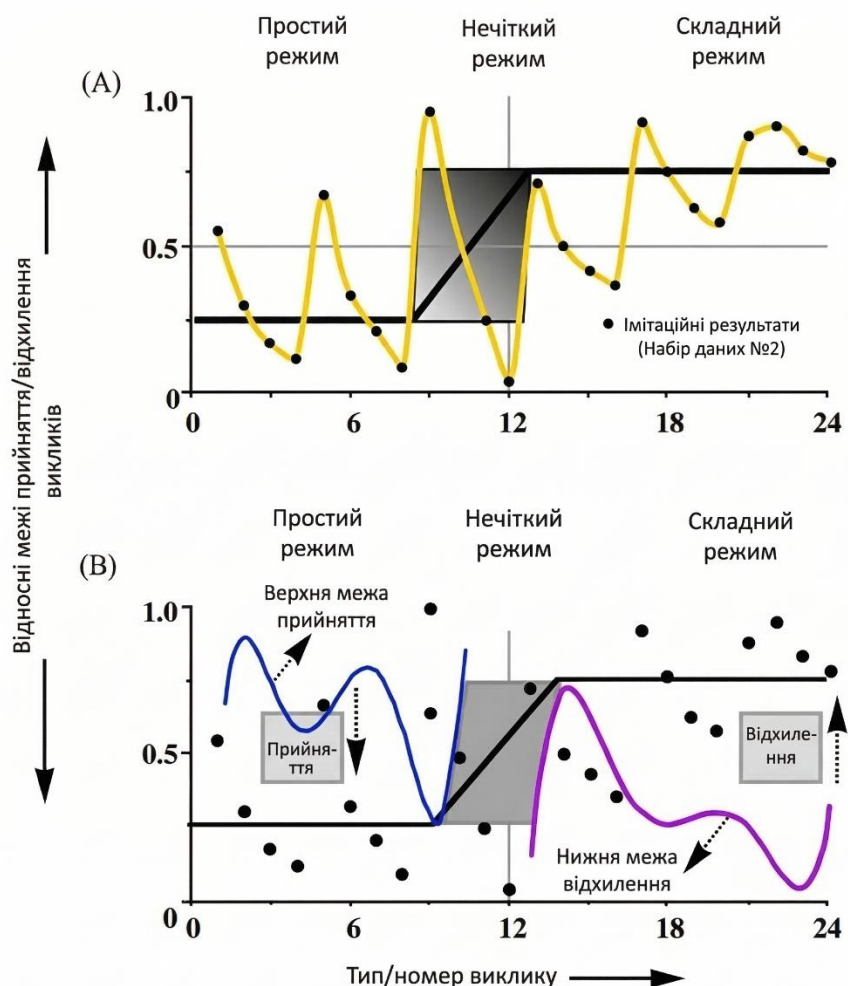 Простий
режим
Нечіткий
режим
Складний
режим
(A)
1.0
0.5
0
Імітаційні результати
(Набір даних №2)
0
6
12
18
24
Відносні межі прийняття/відхилення
викликів
Простий
режим
Нечіткий
режим
Складний
режим
(B)
1.0
0.5
0
Верхня межа
прийняття
Прийня-
ття
Відхиле-
ння
Нижня межа
відхилення
0
6
12
18
24
Тип/номер виклику